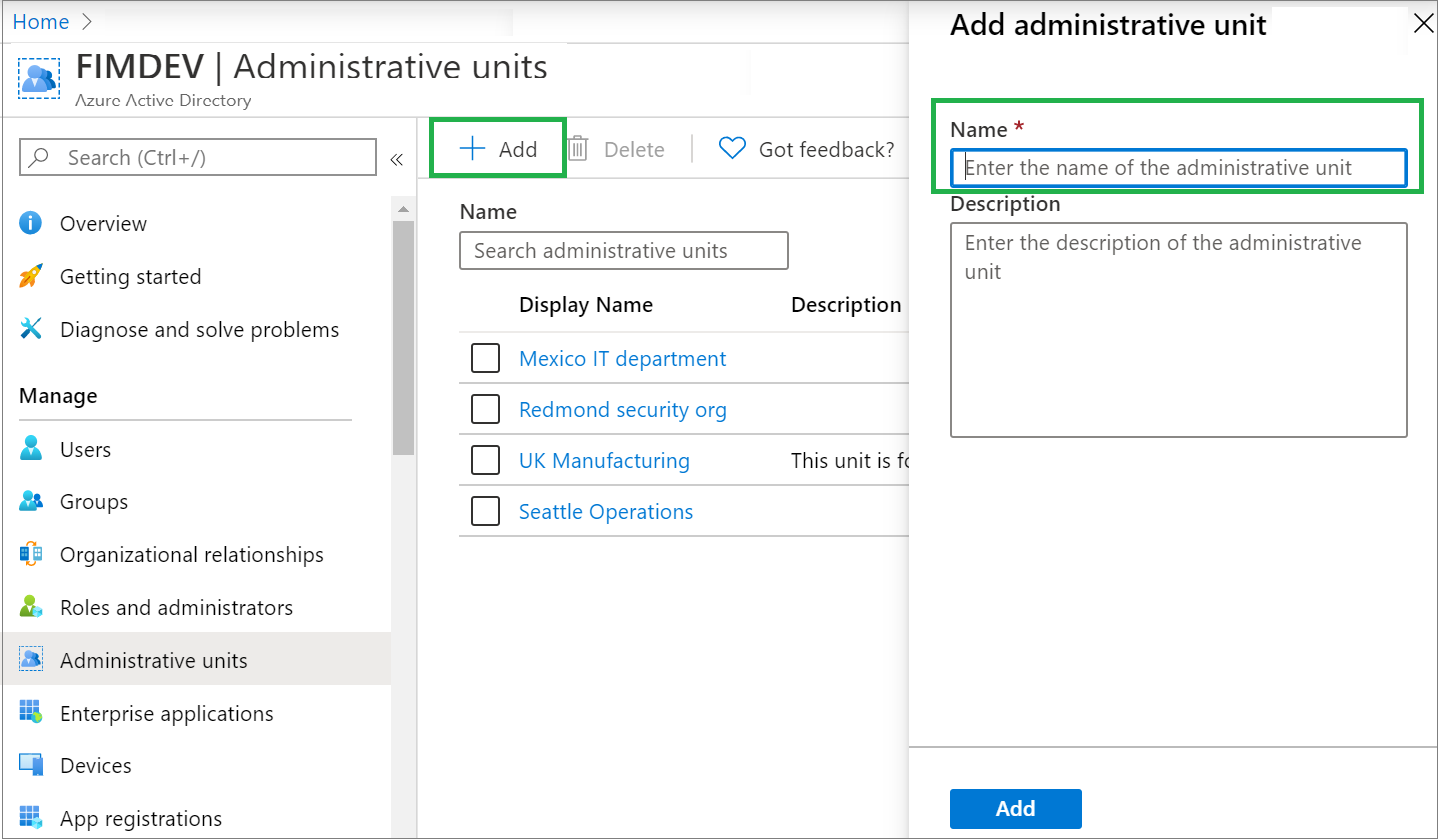 Home
FIMDEV | Administrative units
Azure Active Directory
Search (Ctrl+/)
Overview
Getting started
Diagnose and solve problems
Manage
Users
Groups
Organizational relationships
Roles and administrators
Administrative units
Enterprise applications
Devices
App registrations
Add
Delete
Got feedback?
Name
Search administrative units
Display Name Description
Mexico IT department
Redmond security org
UK Manufacturing This unit is fo
Seattle Operations
Add administrative unit
Name *
Enter the name of the administrative unit
Description
Enter the description of the administrative
unit
Add